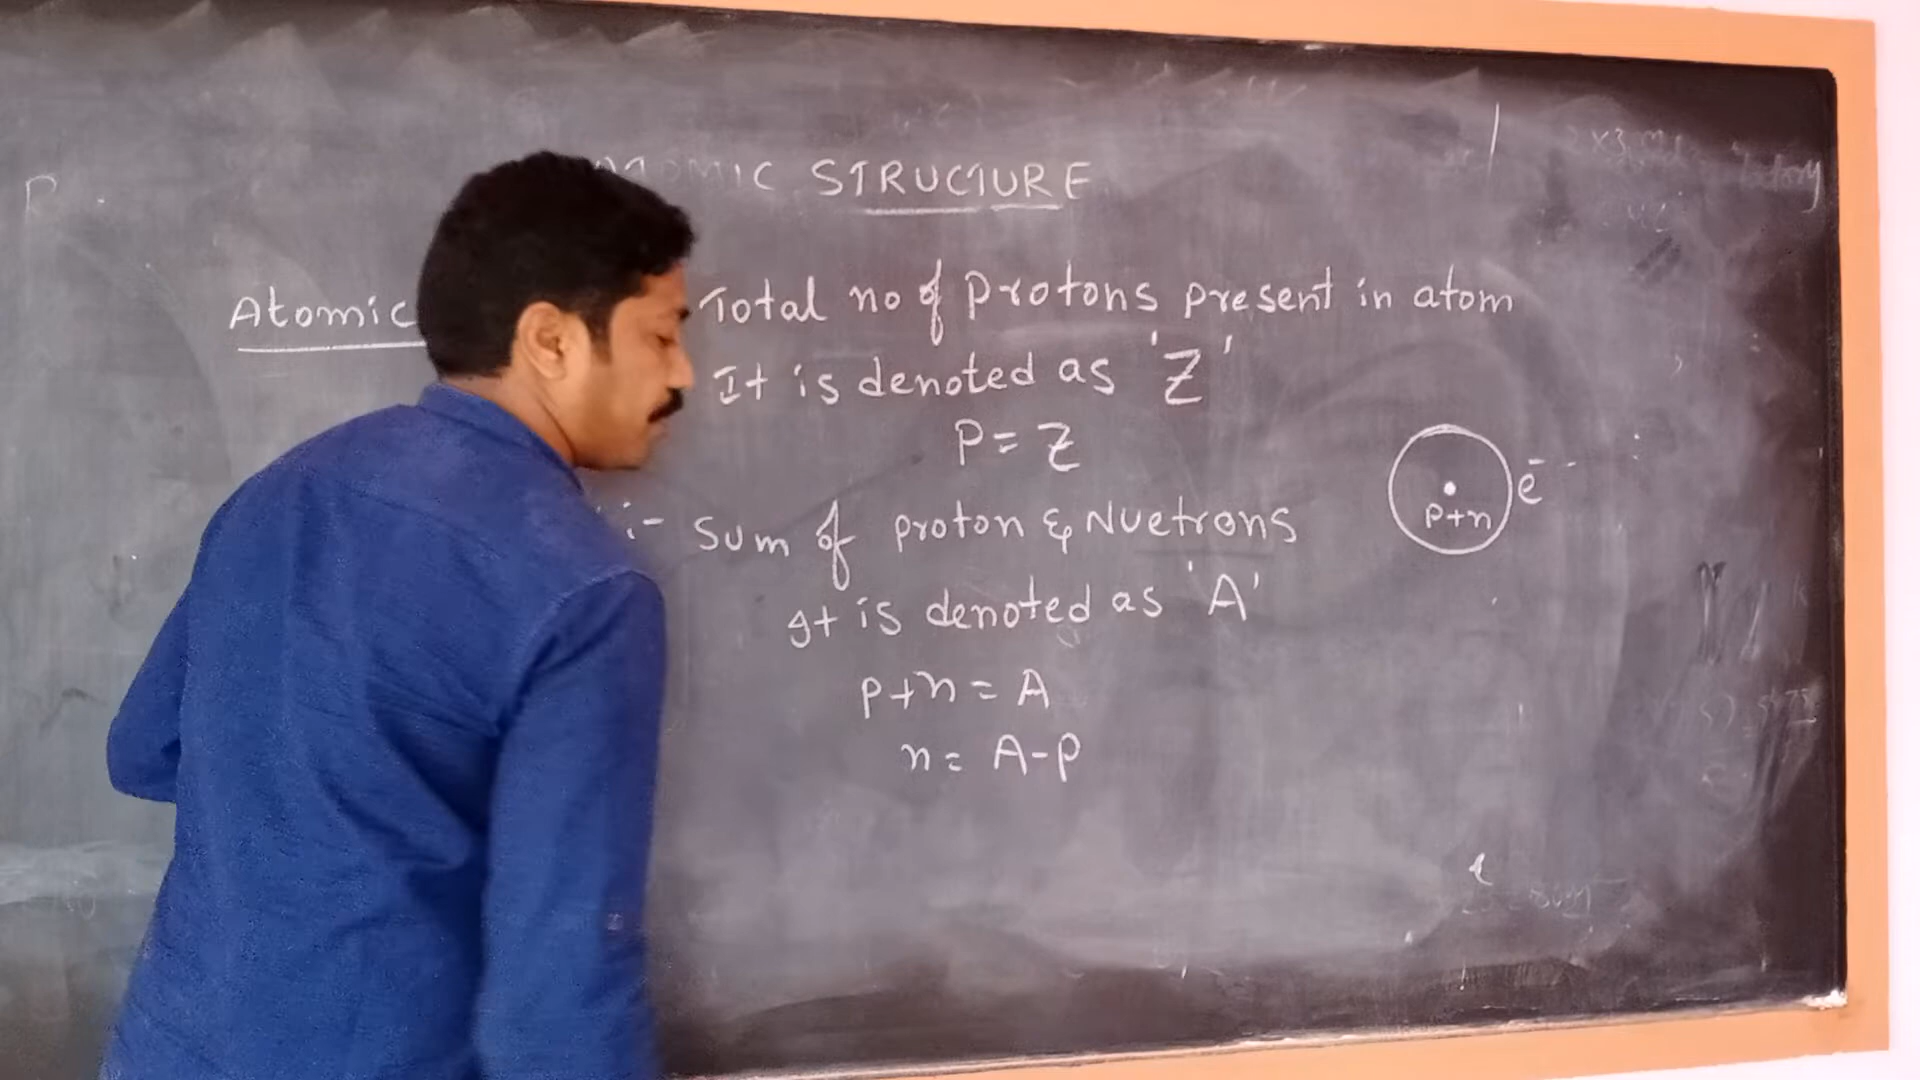 STRUCTURE
Atomic
Total no of protons present in atom
It is denoted as 'Z'
P = Z
:- Sum of proton & Nuetrons
It is denoted as 'A'
p+n = A
n = A-P
p+n
e-